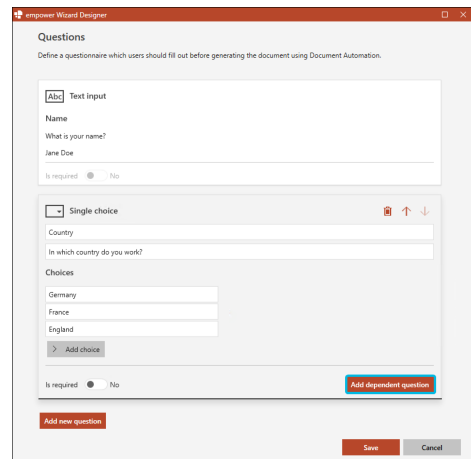 empower Wizard Designer
Questions
Define a questionnaire which users should fill out before generating the document using Document Automation.
Abc Text input
Name
What is your name?
Jane Doe
Is required No
Single choice
Country
In which country do you work?
Choices
Germany
France
England
> Add choice
Is required No
Add dependent question
Add new question
Save Cancel